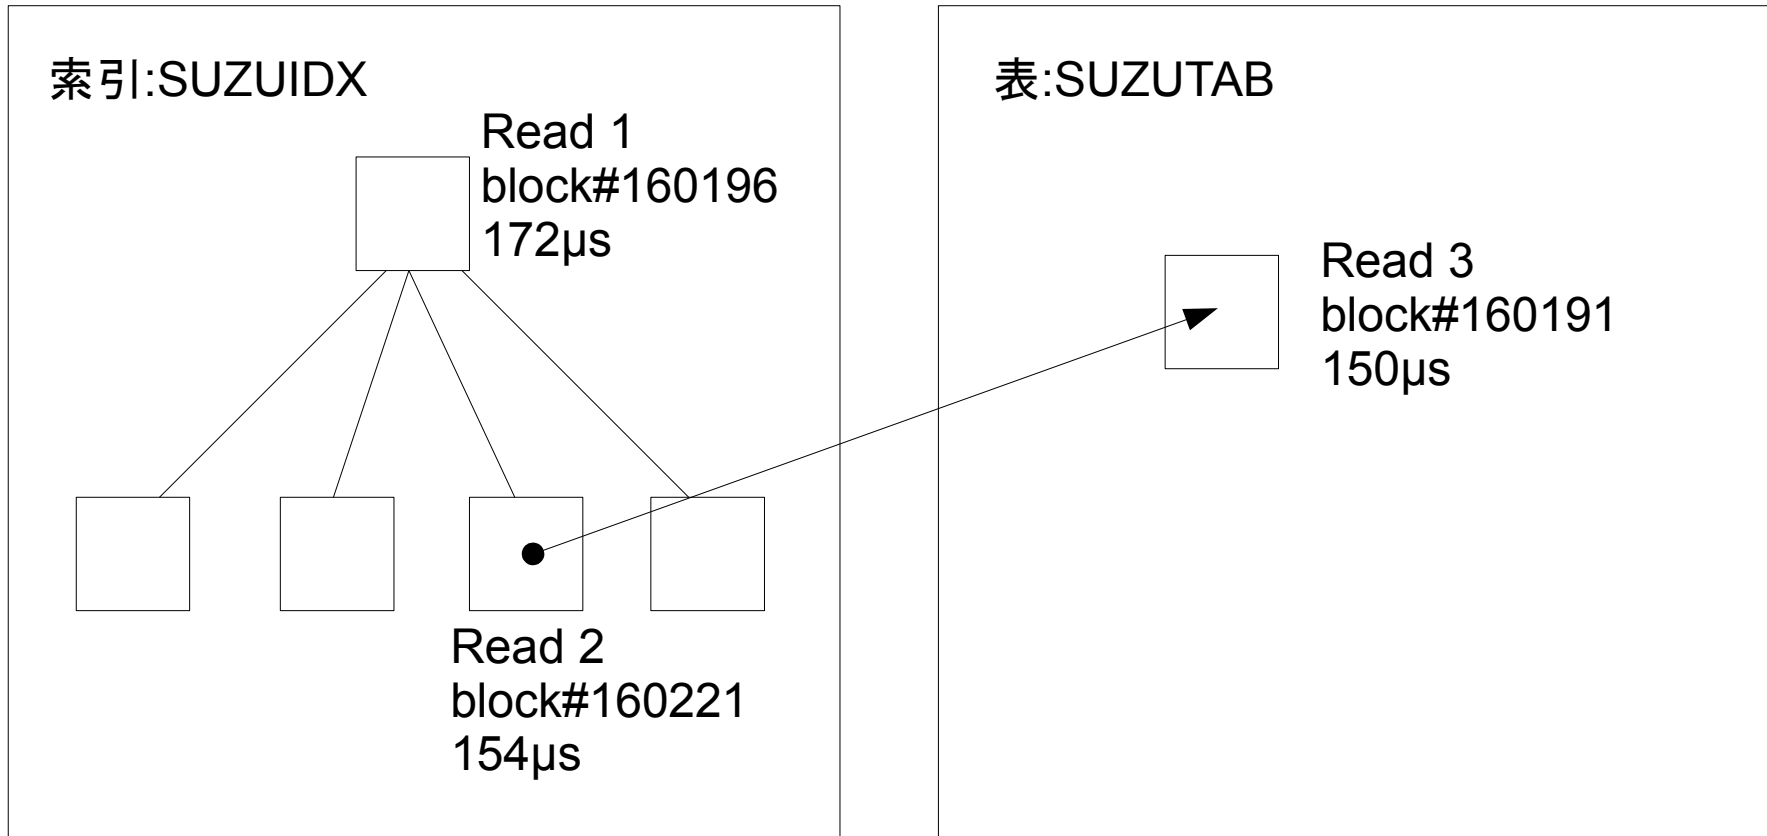 索引:SUZUIDX
Read 1
block#160196
172µs
Read 2
block#160221
154µs
表:SUZUTAB
Read 3
block#160191
150µs